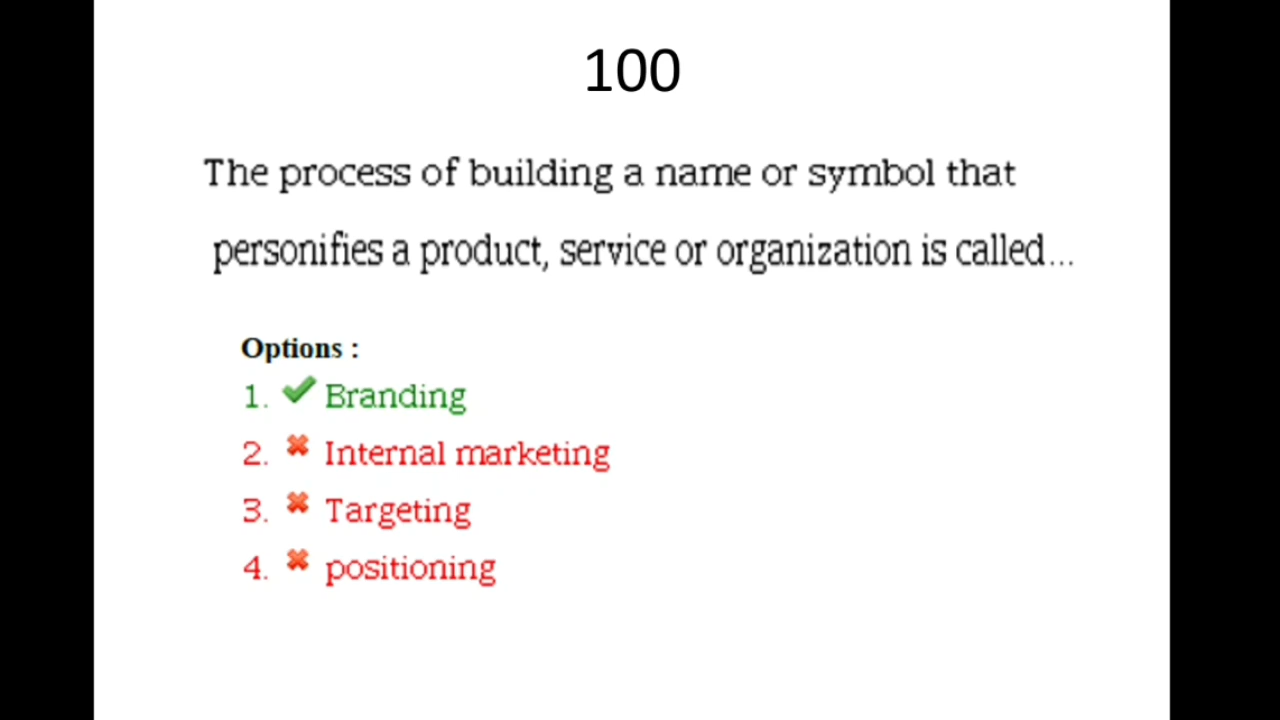 100
The process of building a name or symbol that
personifies a product, service or organization is called...
Options :
1. Branding
2. Internal marketing
3. Targeting
4. positioning